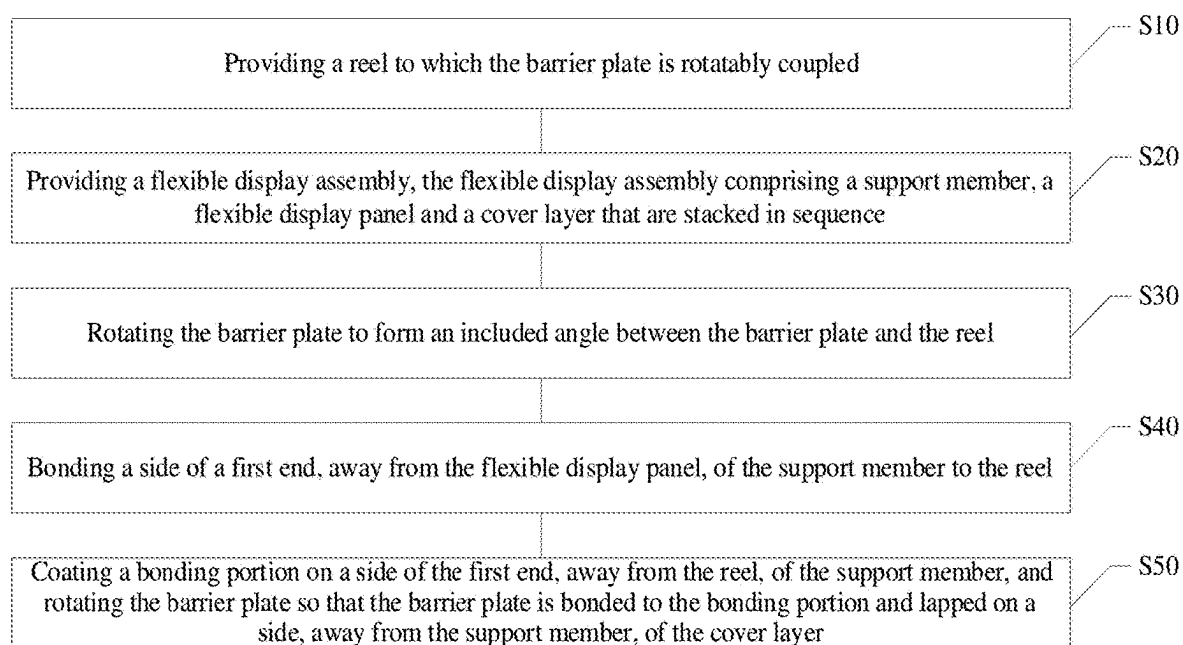 S10
Providing a reel to which the barrier plate is rotatably coupled
S20
Providing a flexible display assembly, the flexible display assembly comprising a support member, a
flexible display panel and a cover layer that are stacked in sequence
S30
Rotating the barrier plate to form an included angle between the barrier plate and the reel
S40
Bonding a side of a first end, away from the flexible display panel, of the support member to the reel
S50
Coating a bonding portion on a side of the first end, away from the reel, of the support member, and
rotating the barrier plate so that the barrier plate is bonded to the bonding portion and lapped on a
side, away from the support member, of the cover layer